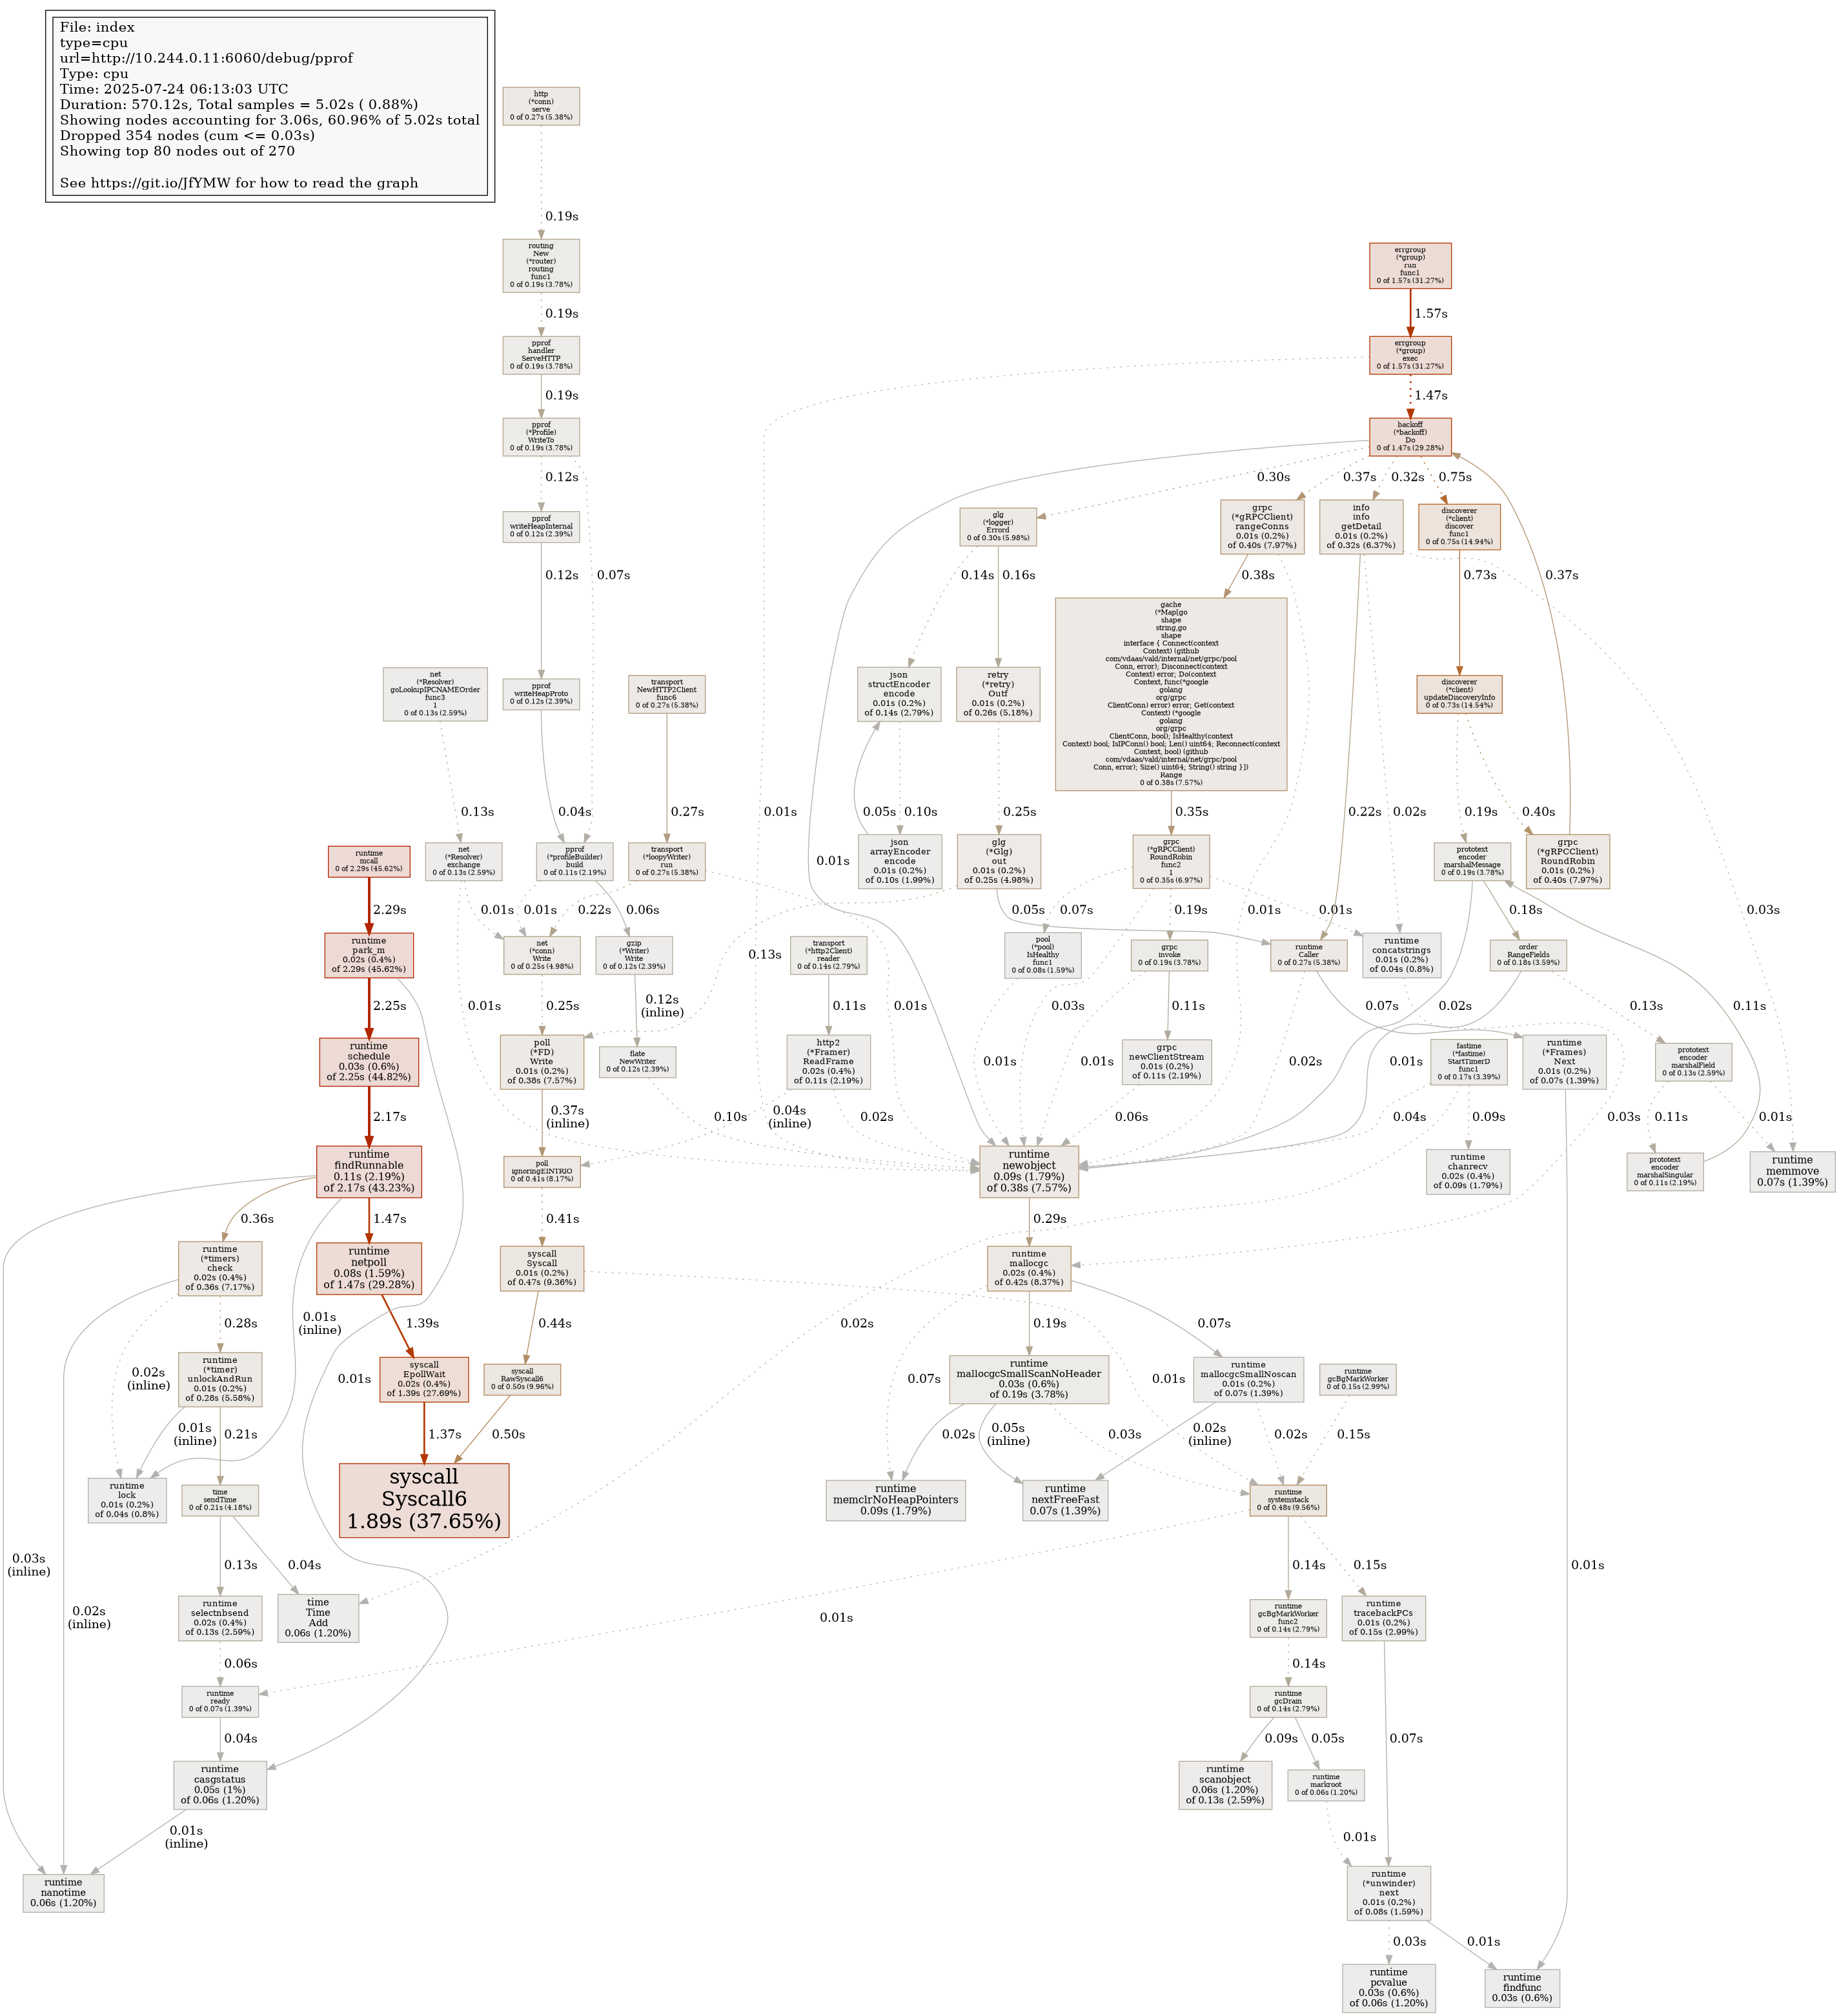 File: index
type=cpu
url=http://10.244.0.11:6060/debug/pprof
Type: cpu
Time: 2025-07-24 06:13:03 UTC
Duration: 570.12s, Total samples = 5.02s ( 0.88%)
Showing nodes accounting for 3.06s, 60.96% of 5.02s total
Dropped 354 nodes (cum <= 0.03s)
Showing top 80 nodes out of 270
See https://git.io/JfYMW for how to read the graph
http
(*conn)
serve
0 of 0.27s (5.38%)
0.19s
routing
New
(*router)
routing
func1
0 of 0.19s (3.78%)
errgroup
(*group)
run
func1
0 of 1.57s (31.27%)
0.19s
1.57s
pprof
handler
ServeHTTP
0 of 0.19s (3.78%)
errgroup
(*group)
exec
0 of 1.57s (31.27%)
0.19s
1.47s
pprof
(*Profile)
WriteTo
0 of 0.19s (3.78%)
backoff
(*backoff)
Do
0 of 1.47s (29.28%)
0.12s
0.30s
0.37s
0.32s
0.75s
pprof
writeHeapInternal
0 of 0.12s (2.39%)
glg
(*logger)
Errord
0 of 0.30s (5.98%)
grpc
(*gRPCClient)
rangeConns
0.01s (0.2%)
of 0.40s (7.97%)
info
info
getDetail
0.01s (0.2%)
of 0.32s (6.37%)
discoverer
(*client)
discover
func1
0 of 0.75s (14.94%)
0.12s
0.07s
0.14s
0.16s
0.38s
0.73s
0.37s
gache
(*Map[go
shape
string,go
shape
interface { Connect(context
Context) (github
com/vdaas/vald/internal/net/grpc/pool
Conn, error); Disconnect(context
Context) error; Do(context
Context, func(*google
golang
org/grpc
ClientConn) error) error; Get(context
Context) (*google
golang
org/grpc
ClientConn, bool); IsHealthy(context
Context) bool; IsIPConn() bool; Len() uint64; Reconnect(context
Context, bool) (github
com/vdaas/vald/internal/net/grpc/pool
Conn, error); Size() uint64; String() string }])
Range
0 of 0.38s (7.57%)
net
(*Resolver)
goLookupIPCNAMEOrder
func3
1
0 of 0.13s (2.59%)
pprof
writeHeapProto
0 of 0.12s (2.39%)
transport
NewHTTP2Client
func6
0 of 0.27s (5.38%)
json
structEncoder
encode
0.01s (0.2%)
of 0.14s (2.79%)
retry
(*retry)
Outf
0.01s (0.2%)
of 0.26s (5.18%)
discoverer
(*client)
updateDiscoveryInfo
0 of 0.73s (14.54%)
0.13s
0.04s
0.27s
0.01s
0.05s
0.10s
0.25s
0.35s
0.22s
0.02s
0.19s
0.40s
runtime
mcall
0 of 2.29s (45.62%)
net
(*Resolver)
exchange
0 of 0.13s (2.59%)
pprof
(*profileBuilder)
build
0 of 0.11s (2.19%)
transport
(*loopyWriter)
run
0 of 0.27s (5.38%)
0.01s
json
arrayEncoder
encode
0.01s (0.2%)
of 0.10s (1.99%)
glg
(*Glg)
out
0.01s (0.2%)
of 0.25s (4.98%)
grpc
(*gRPCClient)
RoundRobin
func2
1
0 of 0.35s (6.97%)
prototext
encoder
marshalMessage
0 of 0.19s (3.78%)
grpc
(*gRPCClient)
RoundRobin
0.01s (0.2%)
of 0.40s (7.97%)
2.29s
0.01s
0.01s
0.22s
0.06s
0.05s
0.07s
0.19s
0.01s
0.01s
0.18s
0.03s
runtime
park_m
0.02s (0.4%)
of 2.29s (45.62%)
net
(*conn)
Write
0 of 0.25s (4.98%)
gzip
(*Writer)
Write
0 of 0.12s (2.39%)
0.13s
transport
(*http2Client)
reader
0 of 0.14s (2.79%)
pool
(*pool)
IsHealthy
func1
0 of 0.08s (1.59%)
grpc
invoke
0 of 0.19s (3.78%)
runtime
Caller
0 of 0.27s (5.38%)
runtime
concatstrings
0.01s (0.2%)
of 0.04s (0.8%)
order
RangeFields
0 of 0.18s (3.59%)
2.25s
0.01s
0.25s
0.12s
(inline)
0.01s
0.11s
0.03s
0.11s
0.07s
0.02s
0.13s
0.11s
runtime
schedule
0.03s (0.6%)
of 2.25s (44.82%)
poll
(*FD)
Write
0.01s (0.2%)
of 0.38s (7.57%)
flate
NewWriter
0 of 0.12s (2.39%)
http2
(*Framer)
ReadFrame
0.02s (0.4%)
of 0.11s (2.19%)
0.01s
0.01s
grpc
newClientStream
0.01s (0.2%)
of 0.11s (2.19%)
0.02s
0.01s
fastime
(*fastime)
StartTimerD
func1
0 of 0.17s (3.39%)
runtime
(*Frames)
Next
0.01s (0.2%)
of 0.07s (1.39%)
prototext
encoder
marshalField
0 of 0.13s (2.59%)
2.17s
0.37s
(inline)
0.10s
0.04s
(inline)
0.02s
0.06s
0.04s
0.09s
0.03s
0.11s
0.01s
runtime
findRunnable
0.11s (2.19%)
of 2.17s (43.23%)
poll
ignoringEINTRIO
0 of 0.41s (8.17%)
runtime
newobject
0.09s (1.79%)
of 0.38s (7.57%)
runtime
chanrecv
0.02s (0.4%)
of 0.09s (1.79%)
prototext
encoder
marshalSingular
0 of 0.11s (2.19%)
runtime
memmove
0.07s (1.39%)
0.36s
1.47s
0.41s
0.29s
runtime
(*timers)
check
0.02s (0.4%)
of 0.36s (7.17%)
runtime
netpoll
0.08s (1.59%)
of 1.47s (29.28%)
syscall
Syscall
0.01s (0.2%)
of 0.47s (9.36%)
runtime
mallocgc
0.02s (0.4%)
of 0.42s (8.37%)
0.28s
0.01s
(inline)
1.39s
0.44s
0.02s
0.19s
0.07s
0.02s
(inline)
runtime
(*timer)
unlockAndRun
0.01s (0.2%)
of 0.28s (5.58%)
0.01s
syscall
EpollWait
0.02s (0.4%)
of 1.39s (27.69%)
syscall
RawSyscall6
0 of 0.50s (9.96%)
0.07s
runtime
mallocgcSmallScanNoHeader
0.03s (0.6%)
of 0.19s (3.78%)
0.01s
runtime
mallocgcSmallNoscan
0.01s (0.2%)
of 0.07s (1.39%)
runtime
gcBgMarkWorker
0 of 0.15s (2.99%)
0.01s
(inline)
0.21s
1.37s
0.50s
0.02s
0.05s
(inline)
0.03s
0.02s
(inline)
0.02s
0.15s
runtime
lock
0.01s (0.2%)
of 0.04s (0.8%)
time
sendTime
0 of 0.21s (4.18%)
syscall
Syscall6
1.89s (37.65%)
runtime
memclrNoHeapPointers
0.09s (1.79%)
runtime
nextFreeFast
0.07s (1.39%)
runtime
systemstack
0 of 0.48s (9.56%)
0.03s
(inline)
0.13s
0.04s
0.14s
0.15s
0.01s
0.02s
(inline)
runtime
selectnbsend
0.02s (0.4%)
of 0.13s (2.59%)
time
Time
Add
0.06s (1.20%)
0.01s
runtime
gcBgMarkWorker
func2
0 of 0.14s (2.79%)
runtime
tracebackPCs
0.01s (0.2%)
of 0.15s (2.99%)
0.06s
0.14s
runtime
ready
0 of 0.07s (1.39%)
runtime
gcDrain
0 of 0.14s (2.79%)
0.04s
0.09s
0.05s
0.07s
runtime
casgstatus
0.05s (1%)
of 0.06s (1.20%)
runtime
scanobject
0.06s (1.20%)
of 0.13s (2.59%)
runtime
markroot
0 of 0.06s (1.20%)
0.01s
(inline)
0.01s
runtime
nanotime
0.06s (1.20%)
runtime
(*unwinder)
next
0.01s (0.2%)
of 0.08s (1.59%)
0.03s
0.01s
runtime
pcvalue
0.03s (0.6%)
of 0.06s (1.20%)
runtime
findfunc
0.03s (0.6%)